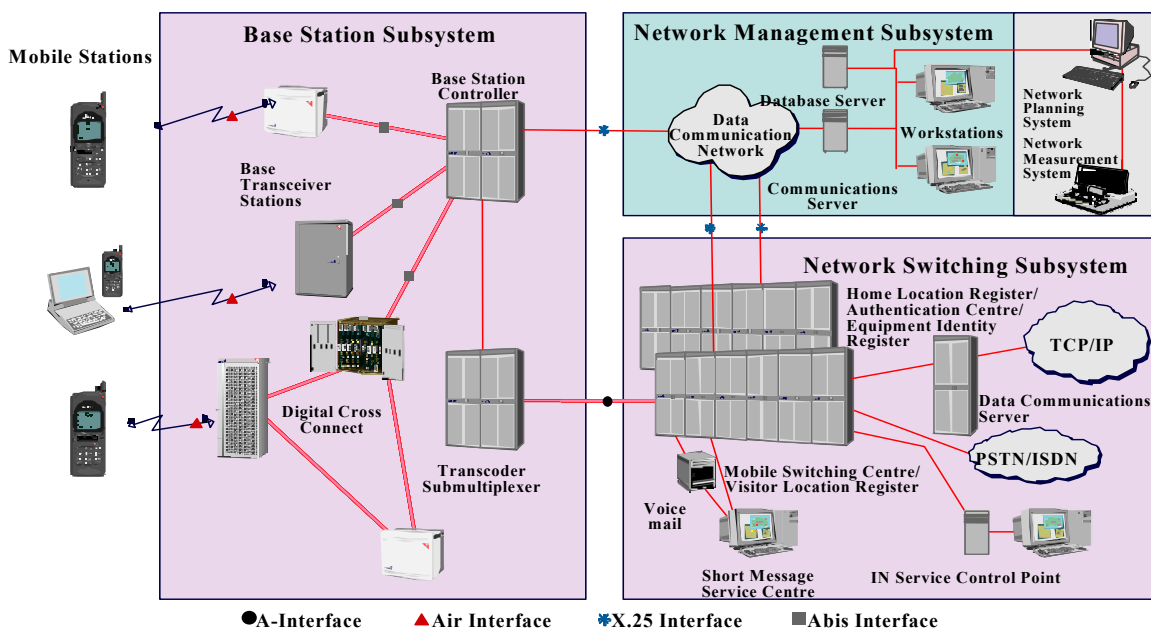 Mobile Stations
Base Station Subsystem
Base Station
Controller
Base
Transceiver
Stations
Digital Cross
Connect
Transcoder
Submultiplexer
Network Management Subsystem
Data
Communication
Network
Database Server
Workstations
Communications
Server
Network
Planning
System
Network
Measurement
System
Network Switching Subsystem
Home Location Register/
Authentication Centre/
Equipment Identity
Register
TCP/IP
Data Communications
Server
PSTN/ISDN
Mobile Switching Centre/
Visitor Location Register
Voice
mail
Short Message
Service Centre
IN Service Control Point
A-Interface
Air Interface
X.25 Interface
Abis Interface